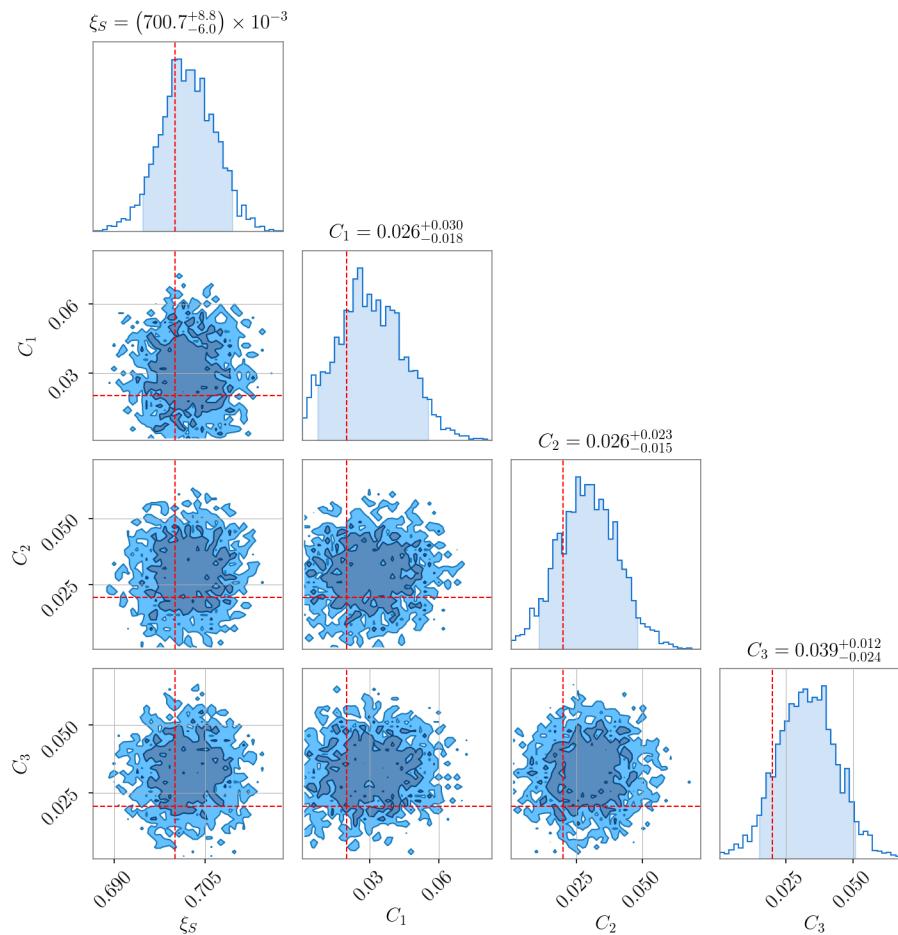 ξ_S = (700.7^{+8.8}_{-6.0}) × 10^{-3}
C_1 = 0.026^{+0.030}_{-0.018}
0.06
0.03
C_1
C_2 = 0.026^{+0.023}_{-0.015}
0.050
0.025
C_2
C_3 = 0.039^{+0.012}_{-0.024}
0.050
0.025
C_3
0.690 0.705 0.03 0.06 0.025 0.050 0.025 0.050
ξ_S C_1 C_2 C_3